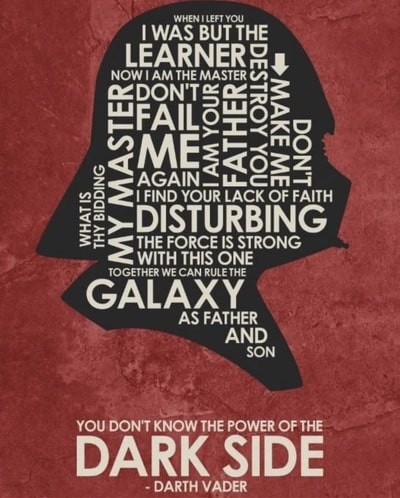 WHEN I LEFT YOU
I WAS BUT THE
LEARNER
NOW I AM THE MASTER
DON'T
FAIL
ME
AGAIN
I AM YOUR
FATHER
DON'T
MAKE ME
DESTROY YOU
I FIND YOUR LACK OF FAITH
DISTURBING
WHAT IS
THY BIDDING
MY MASTER
THE FORCE IS STRONG
WITH THIS ONE
TOGETHER WE CAN RULE THE
GALAXY
AS FATHER
AND
SON
YOU DON'T KNOW THE POWER OF THE
DARK SIDE
- DARTH VADER